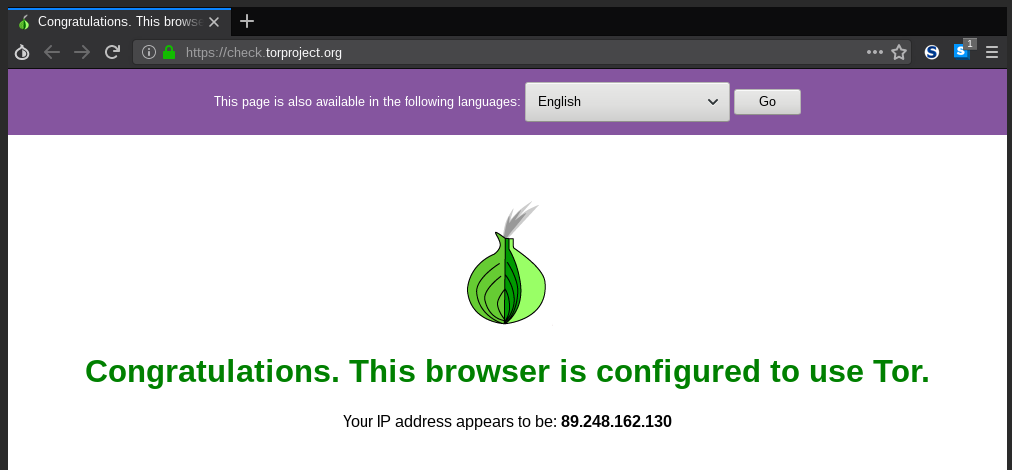 Congratulations. This brows
https://check.torproject.org
1
This page is also available in the following languages: English Go
Congratulations. This browser is configured to use Tor.
Your IP address appears to be: 89.248.162.130